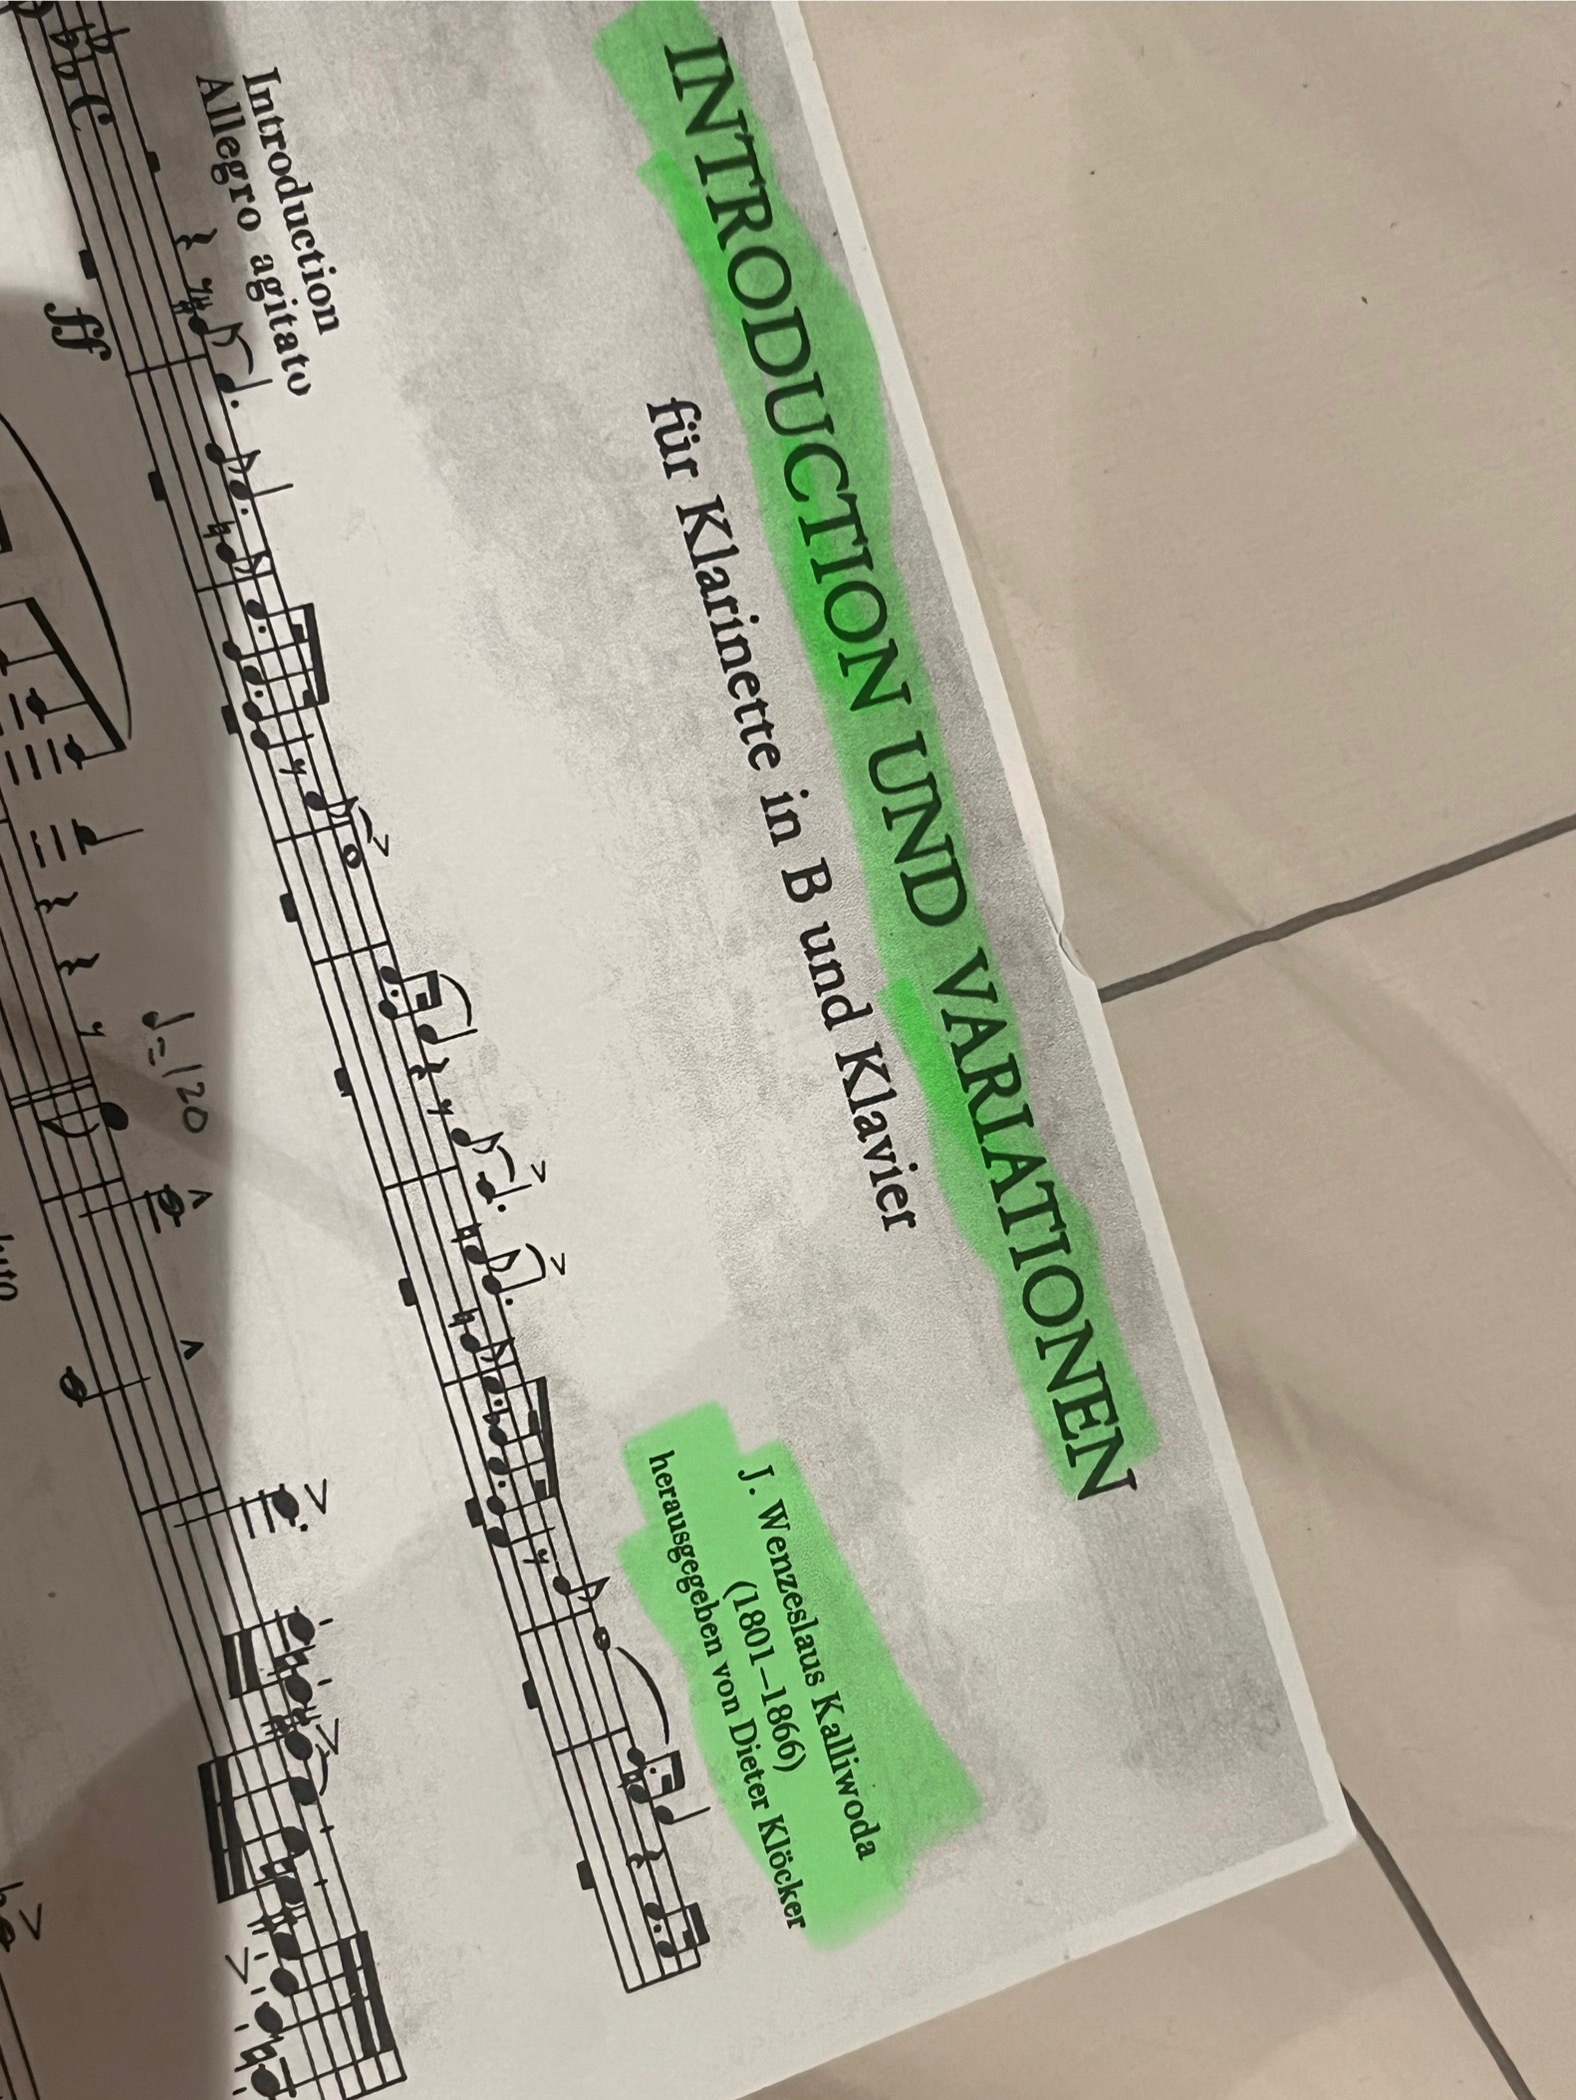 INTRODUCTION UND VARIATIONEN
für Klarinette in B und Klavier
J. Wenzeslaus Kalliwoda
(1801–1866)
herausgegeben von Dieter Klöcker
Introduction
Allegro agitato
ff
♩=120